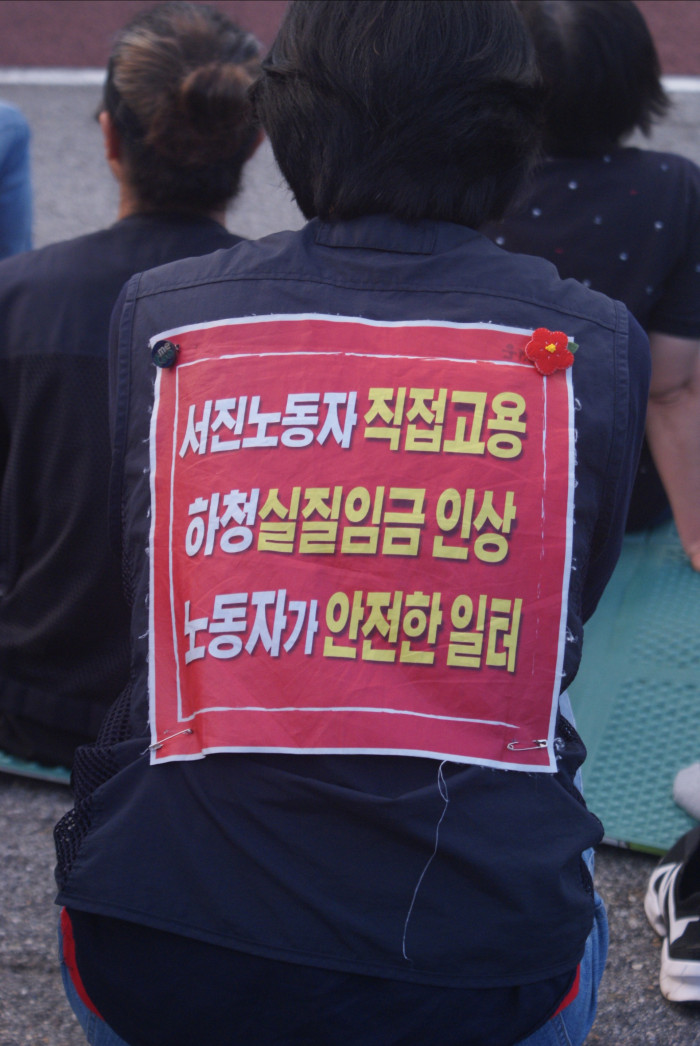 서진노동자 직접고용
하청실질임금 인상
노동자가 안전한 일터